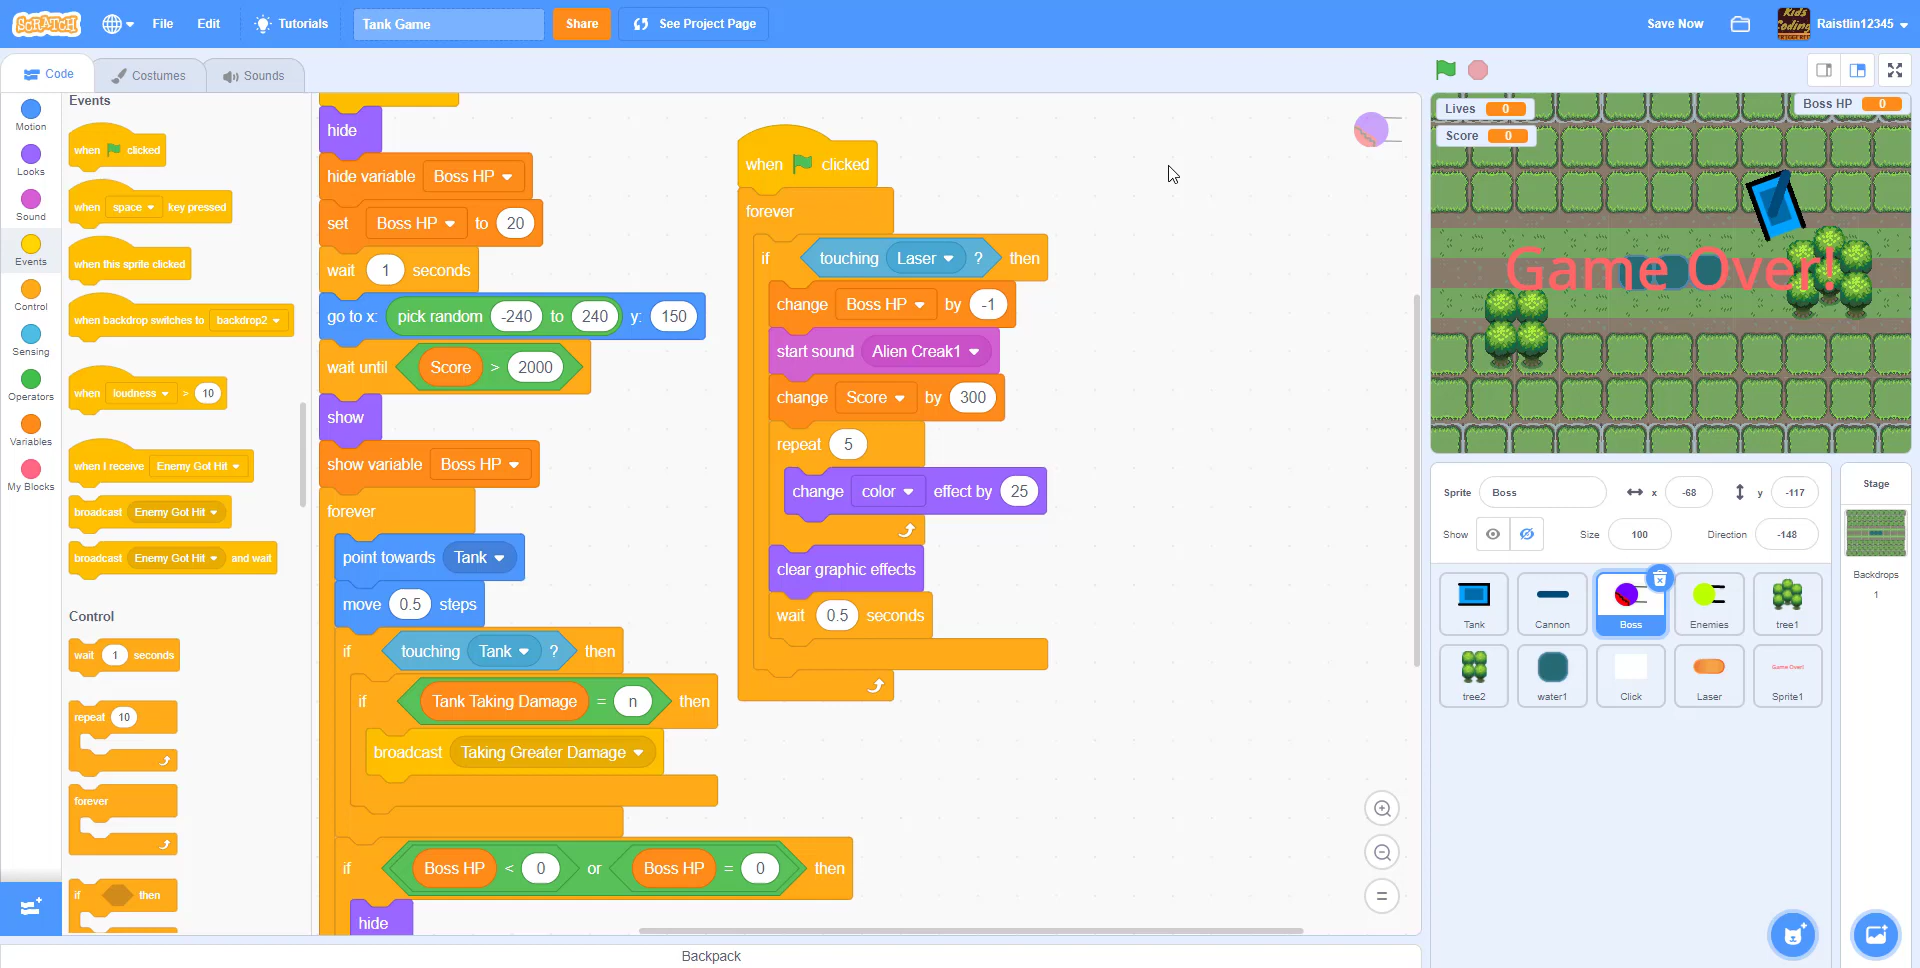 SCRATCH
File
Edit
Tutorials
Tank Game
Share
See Project Page
Save Now
Raistlin12345
Code
Costumes
Sounds
Motion
Looks
Sound
Events
Control
Sensing
Operators
Variables
My Blocks
Events
when clicked
when space key pressed
when this sprite clicked
when backdrop switches to backdrop2
when loudness > 10
when I receive Enemy Got Hit
broadcast Enemy Got Hit
broadcast Enemy Got Hit and wait
Control
wait 1 seconds
repeat 10
forever
if then
hide
hide variable Boss HP
set Boss HP to 20
wait 1 seconds
go to x: pick random -240 to 240 y: 150
wait until Score > 2000
show
show variable Boss HP
forever
point towards Tank
move 0.5 steps
if touching Tank ? then
if Tank Taking Damage = n then
broadcast Taking Greater Damage
if Boss HP < 0 or Boss HP = 0 then
hide
when clicked
forever
if touching Laser ? then
change Boss HP by -1
start sound Alien Creak1
change Score by 300
repeat 5
change color effect by 25
clear graphic effects
wait 0.5 seconds
Backpack
Lives 0
Score 0
Boss HP 0
Game Over!
Sprite Boss x -68 y -117
Show Size 100 Direction -148
Tank
Cannon
Boss
Enemies
tree1
tree2
water1
Click
Laser
Game Over!
Sprite1
Stage
Backdrops
1